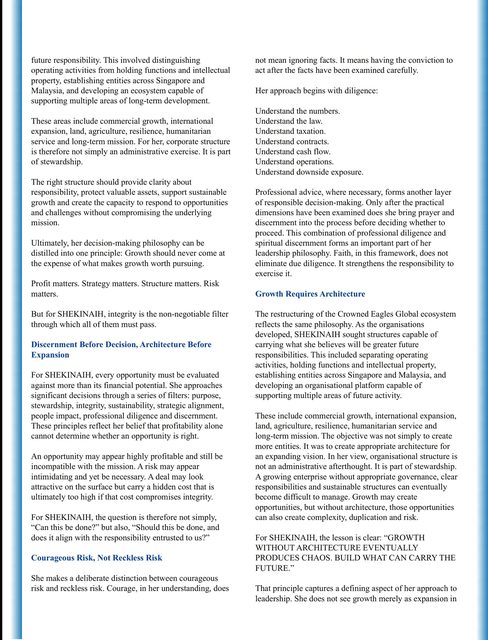 future responsibility. This involved distinguishing
operating activities from holding functions and intellectual
property, establishing entities across Singapore and
Malaysia, and developing an ecosystem capable of
supporting multiple areas of long-term development.
These areas include commercial growth, international
expansion, land, agriculture, resilience, humanitarian
service and long-term mission. For her, corporate structure
is therefore not simply an administrative exercise. It is part
of stewardship.
The right structure should provide clarity about
responsibility, protect valuable assets, support sustainable
growth and create the capacity to respond to opportunities
and challenges without compromising the underlying
mission.
Ultimately, her decision-making philosophy can be
distilled into one principle: Growth should never come at
the expense of what makes growth worth pursuing.
Profit matters. Strategy matters. Structure matters. Risk
matters.
But for SHEKINAIH, integrity is the non-negotiable filter
through which all of them must pass.
Discernment Before Decision, Architecture Before
Expansion
For SHEKINAIH, every opportunity must be evaluated
against more than its financial potential. She approaches
significant decisions through a series of filters: purpose,
stewardship, integrity, sustainability, strategic alignment,
people impact, professional diligence and discernment.
These principles reflect her belief that profitability alone
cannot determine whether an opportunity is right.
An opportunity may appear highly profitable and still be
incompatible with the mission. A risk may appear
intimidating and yet be necessary. A deal may look
attractive on the surface but carry a hidden cost that is
ultimately too high if that cost compromises integrity.
For SHEKINAIH, the question is therefore not simply,
“Can this be done?” but also, “Should this be done, and
does it align with the responsibility entrusted to us?”
Courageous Risk, Not Reckless Risk
She makes a deliberate distinction between courageous
risk and reckless risk. Courage, in her understanding, does
not mean ignoring facts. It means having the conviction to
act after the facts have been examined carefully.
Her approach begins with diligence:
Understand the numbers.
Understand the law.
Understand taxation.
Understand contracts.
Understand cash flow.
Understand operations.
Understand downside exposure.
Professional advice, where necessary, forms another layer
of responsible decision-making. Only after the practical
dimensions have been examined does she bring prayer and
discernment into the process before deciding whether to
proceed. This combination of professional diligence and
spiritual discernment forms an important part of her
leadership philosophy. Faith, in this framework, does not
eliminate due diligence. It strengthens the responsibility to
exercise it.
Growth Requires Architecture
The restructuring of the Crowned Eagles Global ecosystem
reflects the same philosophy. As the organisations
developed, SHEKINAIH sought structures capable of
carrying what she believes will be greater future
responsibilities. This included separating operating
activities, holding functions and intellectual property,
establishing entities across Singapore and Malaysia, and
developing an organisational platform capable of
supporting multiple areas of future activity.
These include commercial growth, international expansion,
land, agriculture, resilience, humanitarian service and
long-term mission. The objective was not simply to create
more entities. It was to create appropriate architecture for
an expanding vision. In her view, organisational structure is
not an administrative afterthought. It is part of stewardship.
A growing enterprise without appropriate governance, clear
responsibilities and sustainable structures can eventually
become difficult to manage. Growth may create
opportunities, but without architecture, those opportunities
can also create complexity, duplication and risk.
For SHEKINAIH, the lesson is clear: “GROWTH
WITHOUT ARCHITECTURE EVENTUALLY
PRODUCES CHAOS. BUILD WHAT CAN CARRY THE
FUTURE.”
That principle captures a defining aspect of her approach to
leadership. She does not see growth merely as expansion in